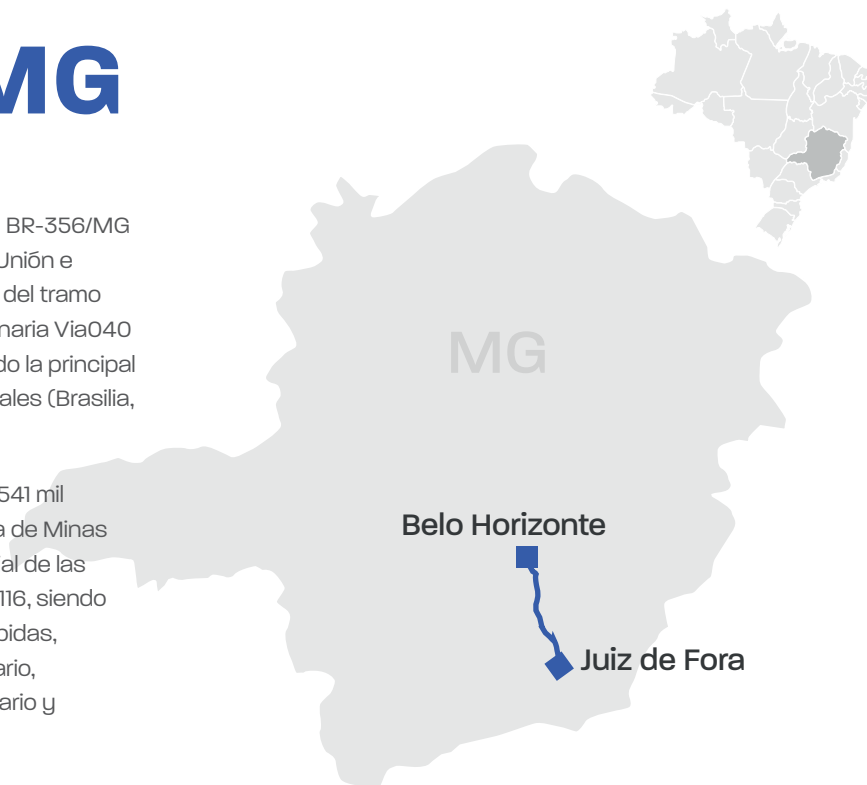 MG
BR-356/MG
Unión e
del tramo
naria Via040
do la principal
ales (Brasilia,
541 mil
a de Minas
al de las
116, siendo
bidas,
ario,
ario y
MG
Belo Horizonte
Juiz de Fora